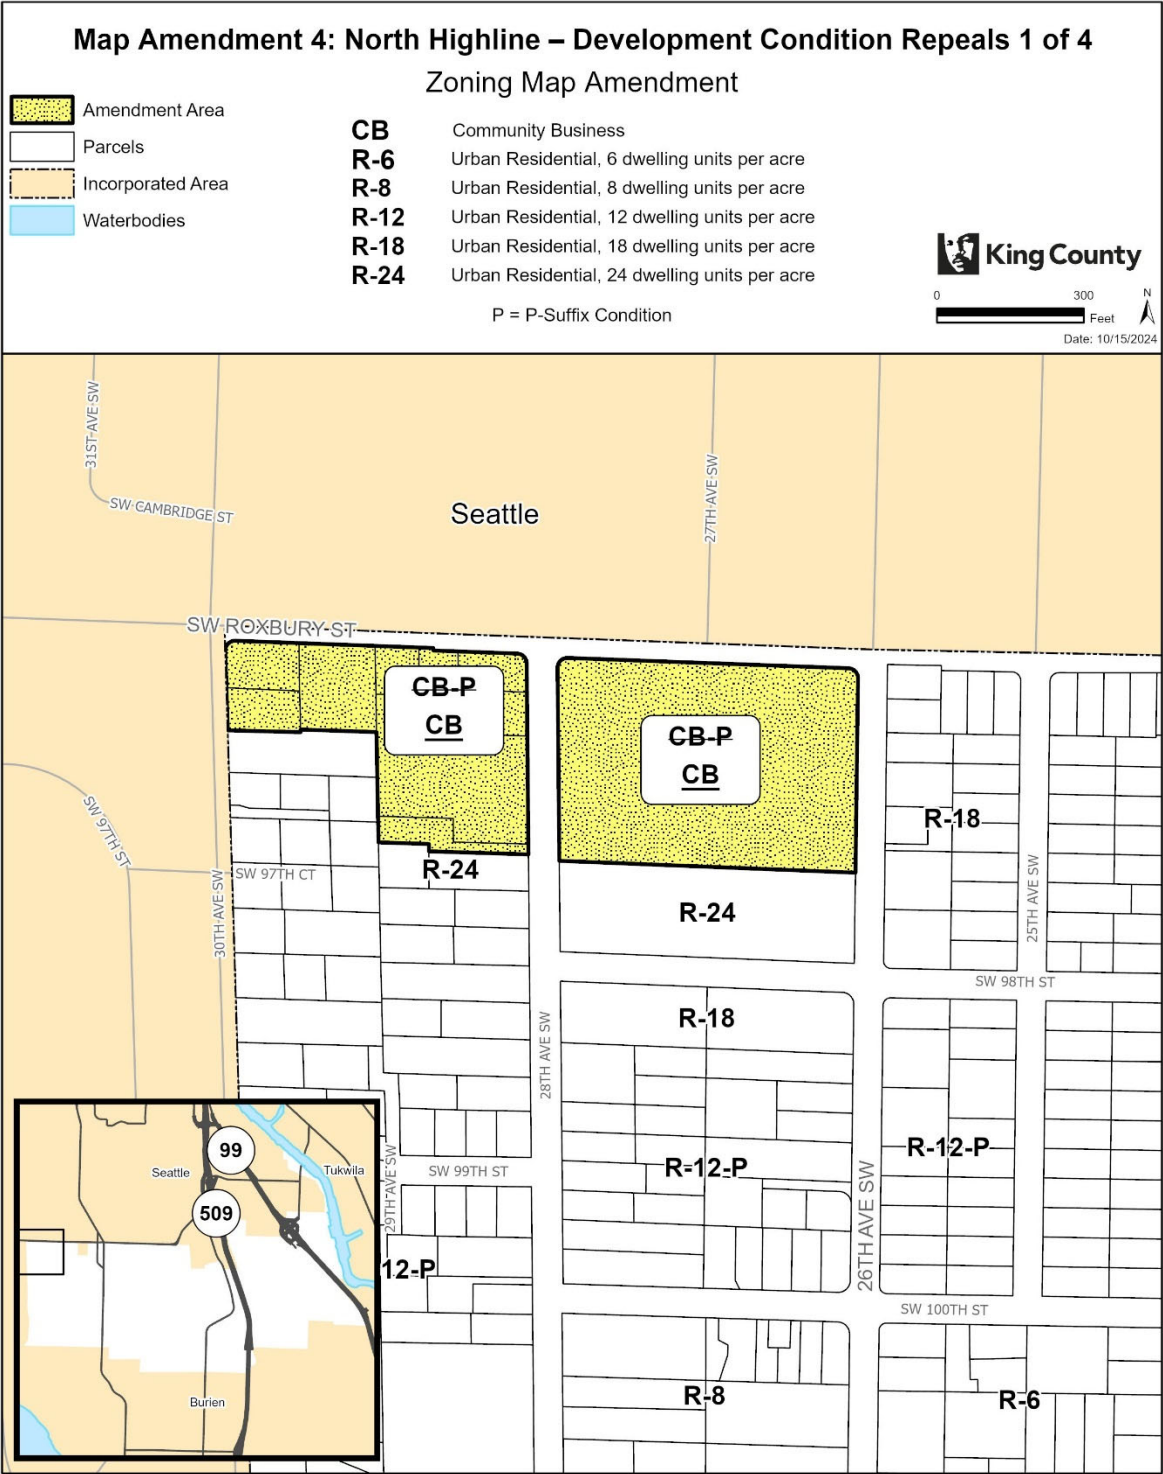 Map Amendment 4: North Highline – Development Condition Repeals 1 of 4
Zoning Map Amendment
Amendment Area
Parcels
Incorporated Area
Waterbodies
CB Community Business
R-6 Urban Residential, 6 dwelling units per acre
R-8 Urban Residential, 8 dwelling units per acre
R-12 Urban Residential, 12 dwelling units per acre
R-18 Urban Residential, 18 dwelling units per acre
R-24 Urban Residential, 24 dwelling units per acre
P = P-Suffix Condition
King County
0 300
Feet
N
Date: 10/15/2024
31ST AVE SW
SW CAMBRIDGE ST
Seattle
27TH AVE SW
SW ROXBURY ST
CB-P
CB
CB-P
CB
SW 97TH ST
R-18
R-24
SW 97TH CT
30TH AVE SW
R-24
25TH AVE SW
SW 98TH ST
R-18
28TH AVE SW
R-12-P
R-12-P
SW 99TH ST
29TH AVE SW
26TH AVE SW
12-P
SW 100TH ST
R-8
R-6
99
Seattle
Tukwila
509
Burien